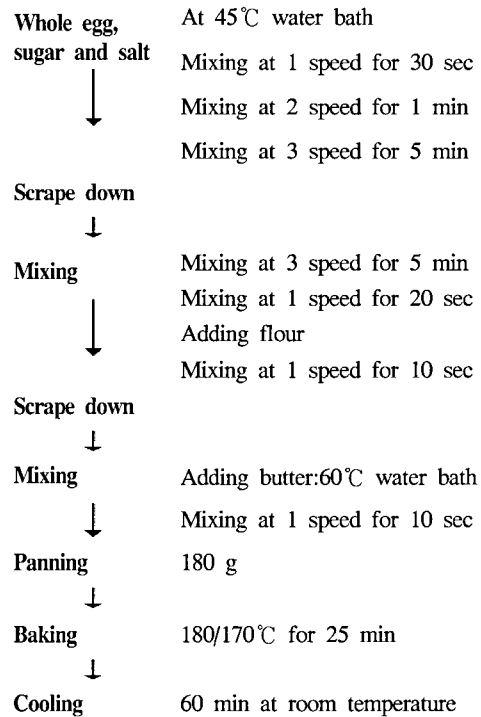 Whole egg,
sugar and salt
At 45℃ water bath
Mixing at 1 speed for 30 sec
Mixing at 2 speed for 1 min
Mixing at 3 speed for 5 min
Scrape down
Mixing
Mixing at 3 speed for 5 min
Mixing at 1 speed for 20 sec
Adding flour
Mixing at 1 speed for 10 sec
Scrape down
Mixing
Adding butter:60℃ water bath
Mixing at 1 speed for 10 sec
Panning 180 g
Baking 180/170℃ for 25 min
Cooling 60 min at room temperature